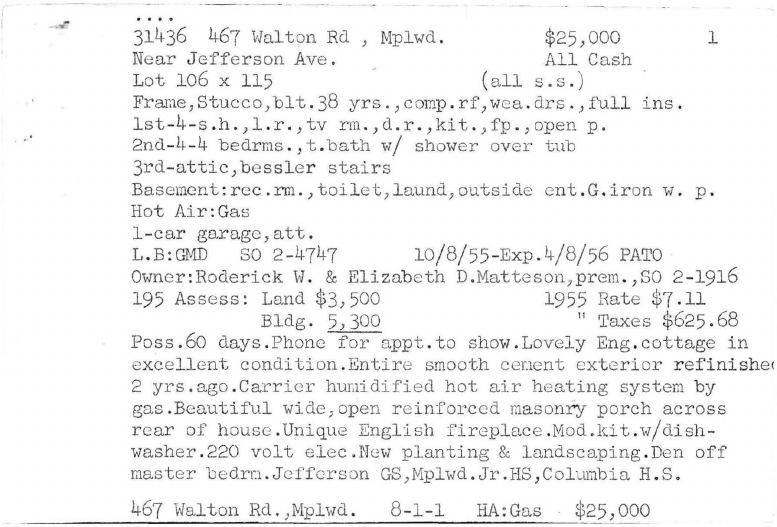 31436 467 Walton Rd , Mplwd. $25,000 1
Near Jefferson Ave. All Cash
Lot 106 x 115 (all s.s.)
Frame,Stucco,blt.38 yrs.,comp.rf,wea.drs.,full ins.
1st-4-s.h.,l.r.,tv rm.,d.r.,kit.,fp.,open p.
2nd-4-4 bedrms.,t.bath w/ shower over tub
3rd-attic,bessler stairs
Basement:rec.rm.,toilet,laund,outside ent.G.iron w. p.
Hot Air:Gas
1-car garage,att.
L.B:GMD SO 2-4747 10/8/55-Exp.4/8/56 PATO
Owner:Roderick W. & Elizabeth D.Matteson,prem.,SO 2-1916
195 Assess: Land $3,500 1955 Rate $7.11
Bldg. 5,300 " Taxes $625.68
Poss.60 days.Phone for appt.to show.Lovely Eng.cottage in
excellent condition.Entire smooth cement exterior refinished
2 yrs.ago.Carrier humidified hot air heating system by
gas.Beautiful wide,open reinforced masonry porch across
rear of house.Unique English fireplace.Mod.kit.w/dish-
washer.220 volt elec.New planting & landscaping.Den off
master bedrm.Jefferson GS,Mplwd.Jr.HS,Columbia H.S.
467 Walton Rd.,Mplwd. 8-1-1 HA:Gas $25,000